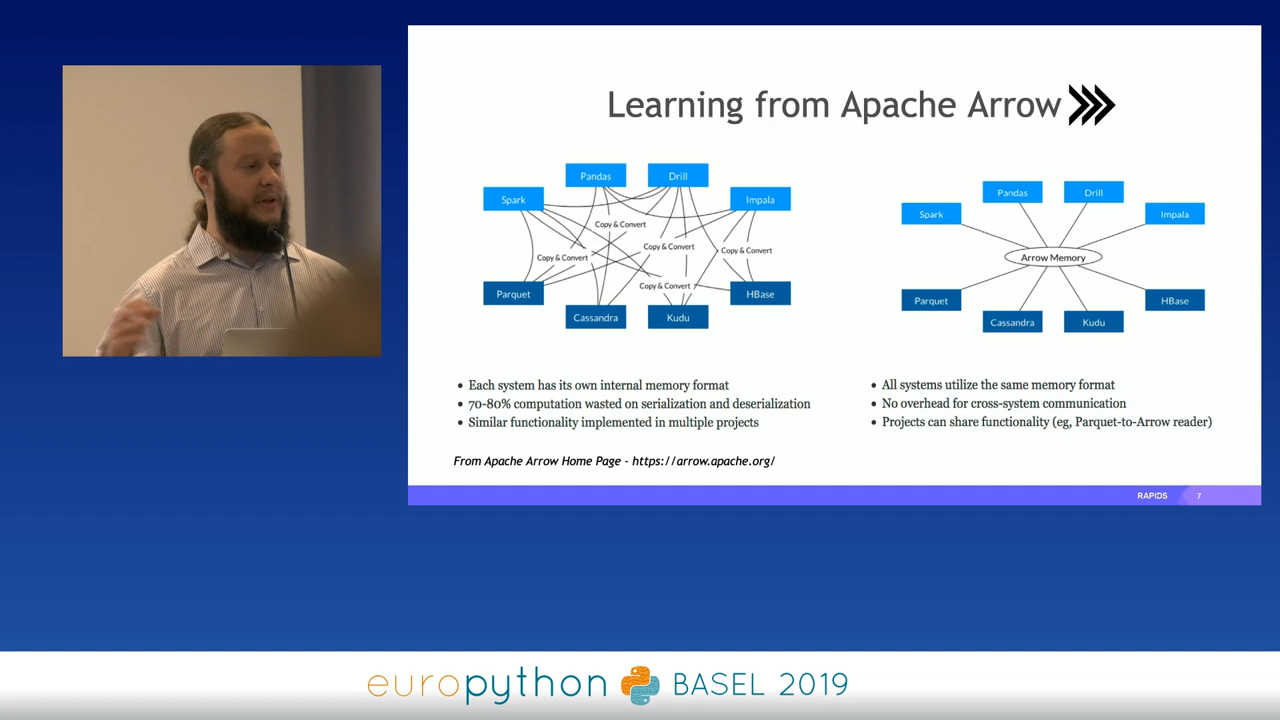 Learning from Apache Arrow
Pandas
Drill
Spark
Impala
Copy & Convert
Copy & Convert
Copy & Convert
Copy & Convert
Copy & Convert
Parquet
HBase
Cassandra
Kudu
Pandas
Drill
Spark
Impala
Arrow Memory
Parquet
HBase
Cassandra
Kudu
• Each system has its own internal memory format
• 70-80% computation wasted on serialization and deserialization
• Similar functionality implemented in multiple projects
• All systems utilize the same memory format
• No overhead for cross-system communication
• Projects can share functionality (eg, Parquet-to-Arrow reader)
From Apache Arrow Home Page - https://arrow.apache.org/
RAPIDS 7
europython BASEL 2019